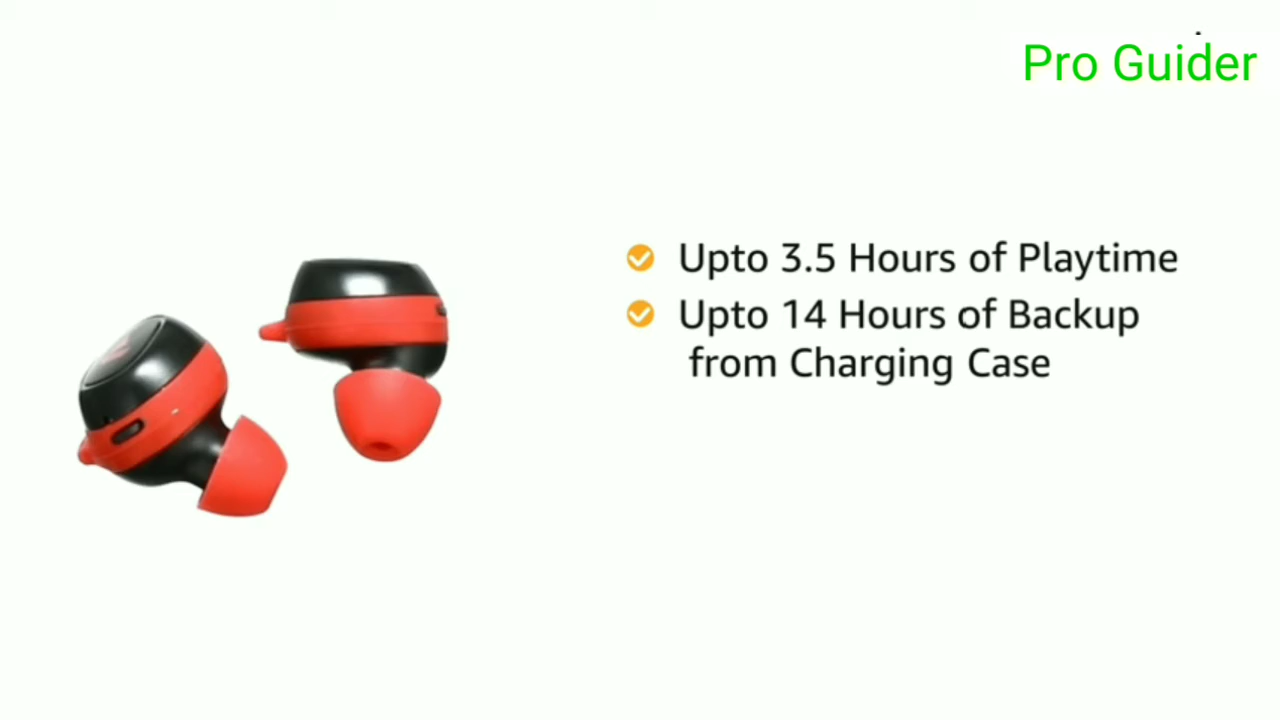 Pro Guider
Upto 3.5 Hours of Playtime
Upto 14 Hours of Backup
from Charging Case